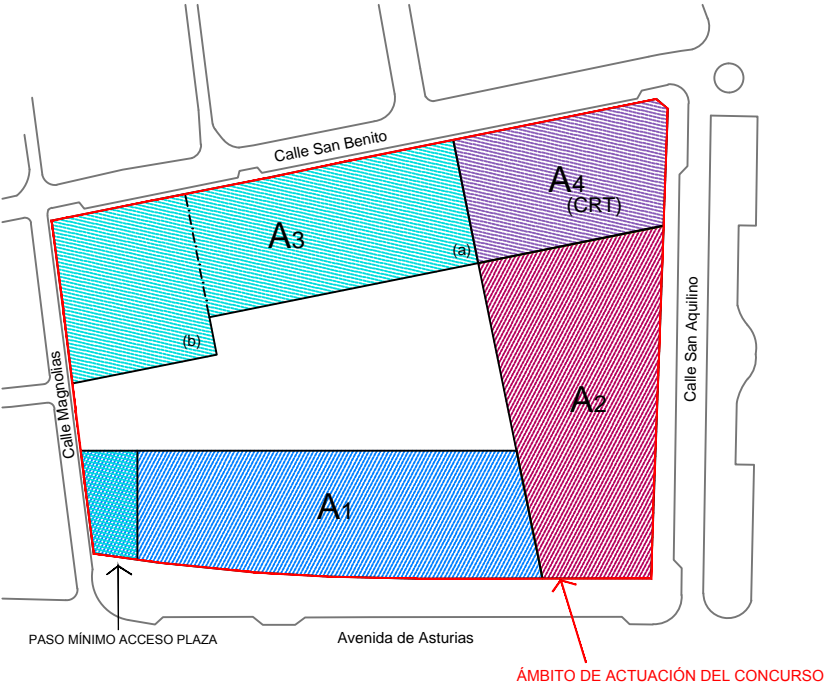 Calle San Benito
A4
(CRT)
A3
(a)
(b)
Calle San Aquilino
Calle Magnolias
A2
A1
PASO MÍNIMO ACCESO PLAZA
Avenida de Asturias
ÁMBITO DE ACTUACIÓN DEL CONCURSO